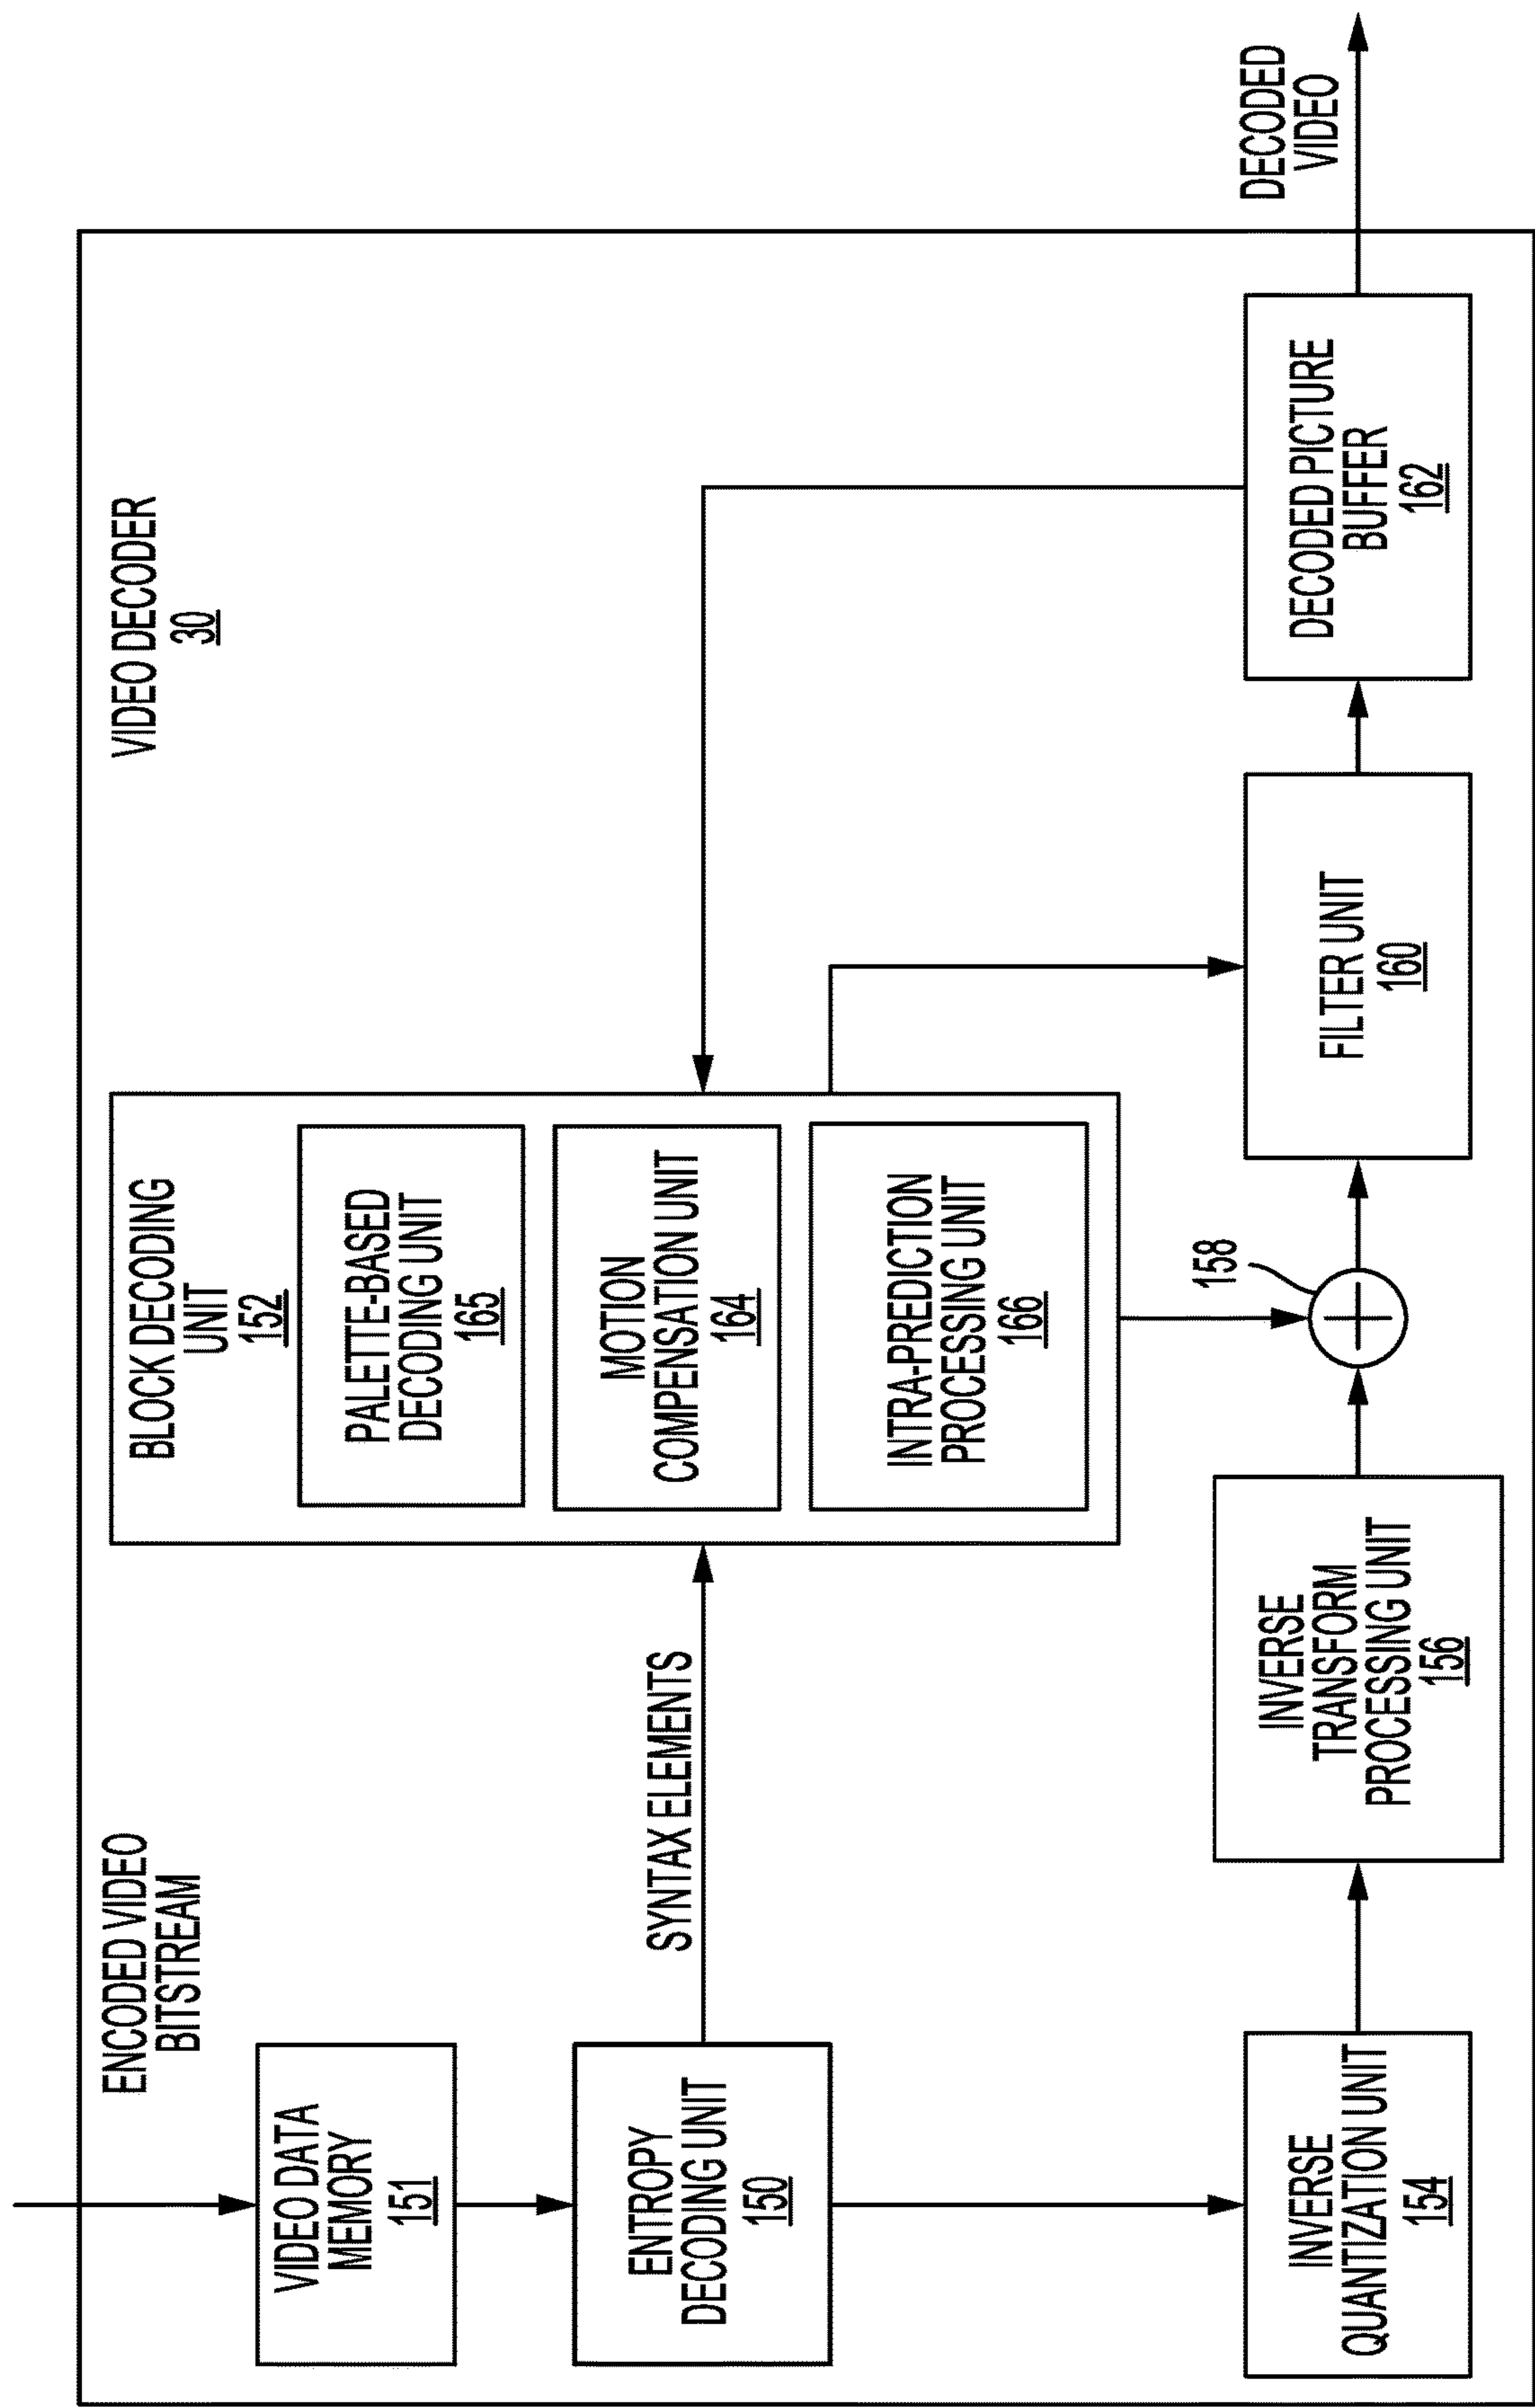 ENCODED VIDEO
BITSTREAM
VIDEO DECODER
30
VIDEO DATA
MEMORY
151
ENTROPY
DECODING UNIT
150
SYNTAX ELEMENTS
BLOCK DECODING
UNIT
152
PALETTE-BASED
DECODING UNIT
165
MOTION
COMPENSATION UNIT
164
INTRA-PREDICTION
PROCESSING UNIT
166
INVERSE
QUANTIZATION UNIT
154
INVERSE
TRANSFORM
PROCESSING UNIT
156
158
FILTER UNIT
160
DECODED PICTURE
BUFFER
162
DECODED
VIDEO